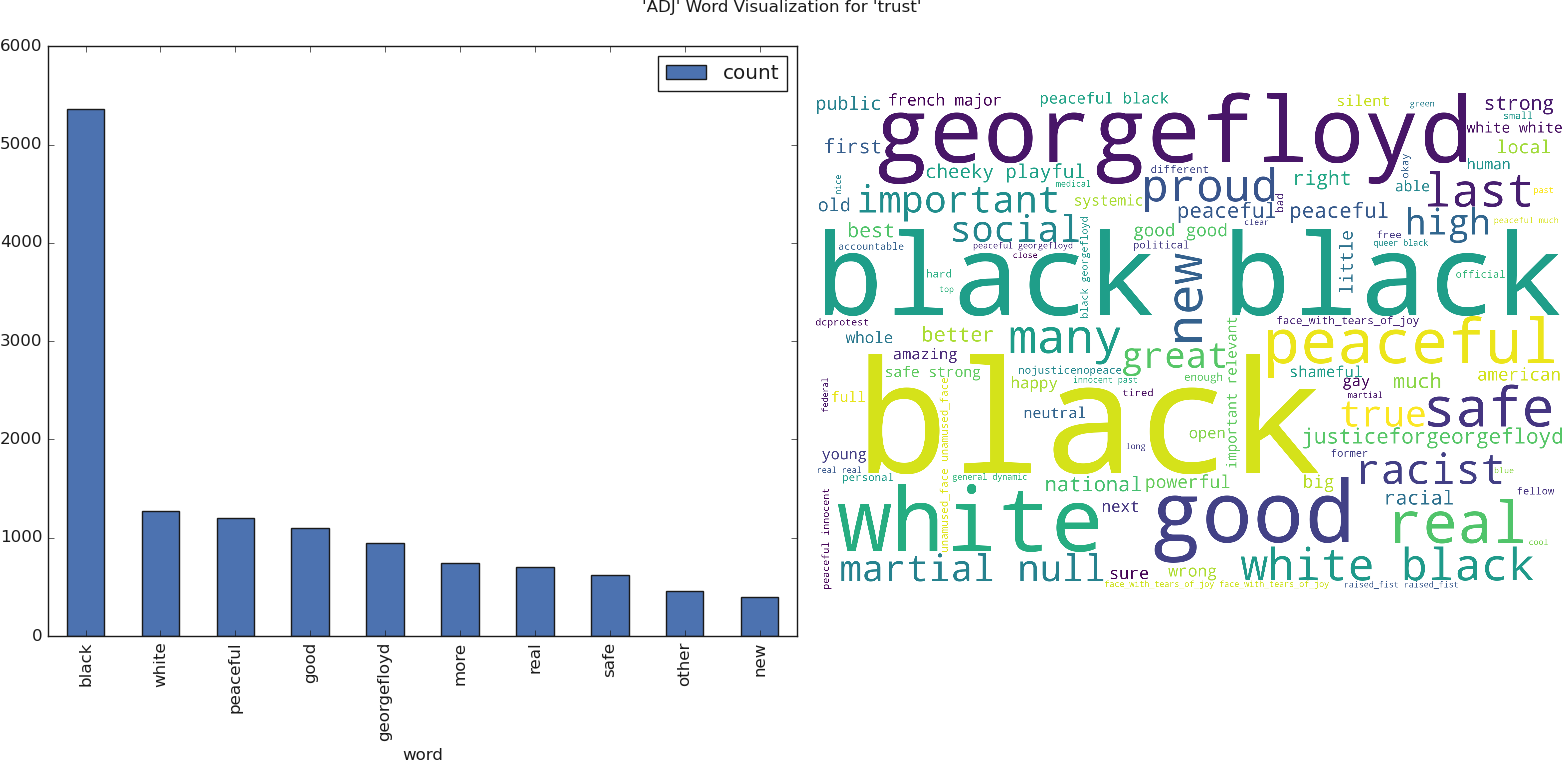 'ADJ' Word Visualization for 'trust'
6000
5000
4000
3000
2000
1000
0
count
black
white
peaceful
good
georgefloyd
more
real
safe
other
new
word
public
french major
peaceful black
silent
green
strong
small
georgefloyd
white white
first
local
human
okay
cheeky playful
different
nice
medical
proud
right
able
last
past
old
important
systemic
bad
peaceful peaceful
high
peaceful much
clear
best
social
good good
free
accountable
peaceful georgefloyd
political
queer black
close
black georgefloyd
little
black black
hard
official
top
new
dcprotest
face_with_tears_of_joy
whole
better
many
peaceful
amazing
great
important relevant
safe strong
nojusticenopeace
shameful
american
happy
innocent past
enough
gay
much
federal
full
tired
martial
safe
neutral
true
black
unamused_face unamused_face
open
justiceforgeorgefloyd
long
young
former
real real
racist
blue
personal
general dynamic
national
powerful
big
racial
fellow
peaceful innocent
white
next
good
real
cool
martial null
sure
wrong
white black
face_with_tears_of_joy face_with_tears_of_joy
raised_fist raised_fist